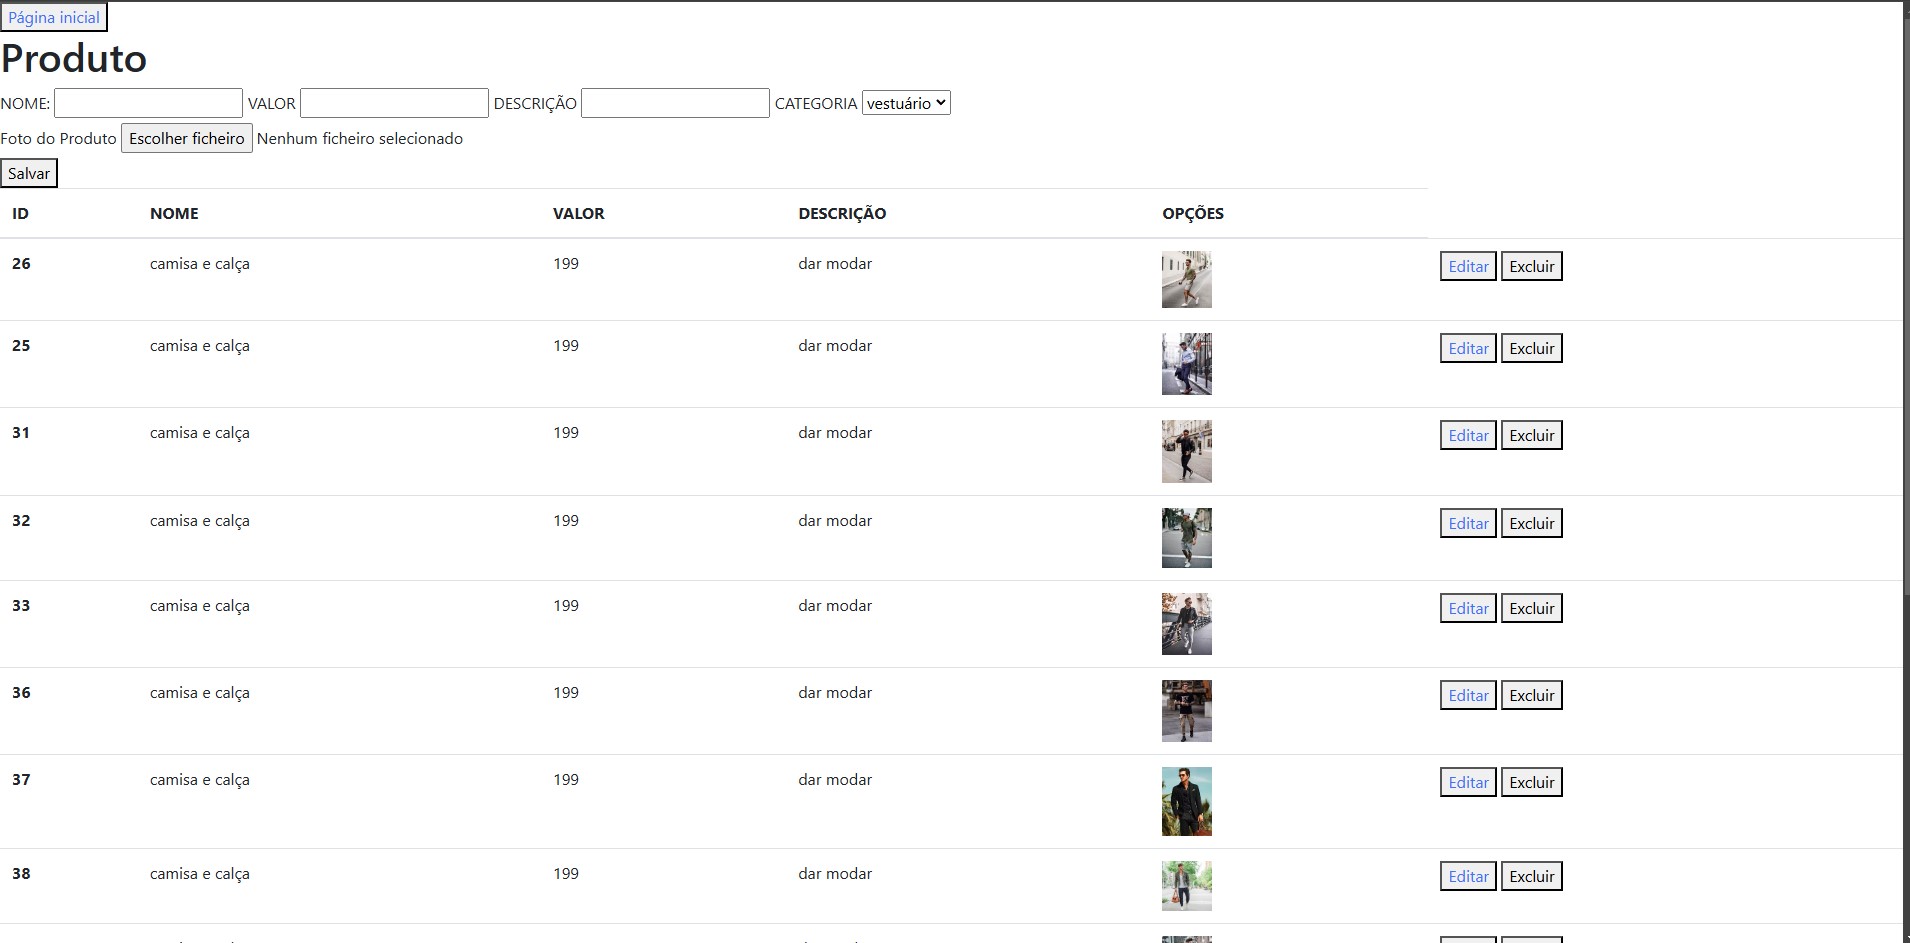 Página inicial
Produto
NOME: VALOR DESCRIÇÃO CATEGORIA vestuário
Foto do Produto Escolher ficheiro Nenhum ficheiro selecionado
Salvar
ID NOME VALOR DESCRIÇÃO OPÇÕES
26 camisa e calça 199 dar modar Editar Excluir
25 camisa e calça 199 dar modar Editar Excluir
31 camisa e calça 199 dar modar Editar Excluir
32 camisa e calça 199 dar modar Editar Excluir
33 camisa e calça 199 dar modar Editar Excluir
36 camisa e calça 199 dar modar Editar Excluir
37 camisa e calça 199 dar modar Editar Excluir
38 camisa e calça 199 dar modar Editar Excluir